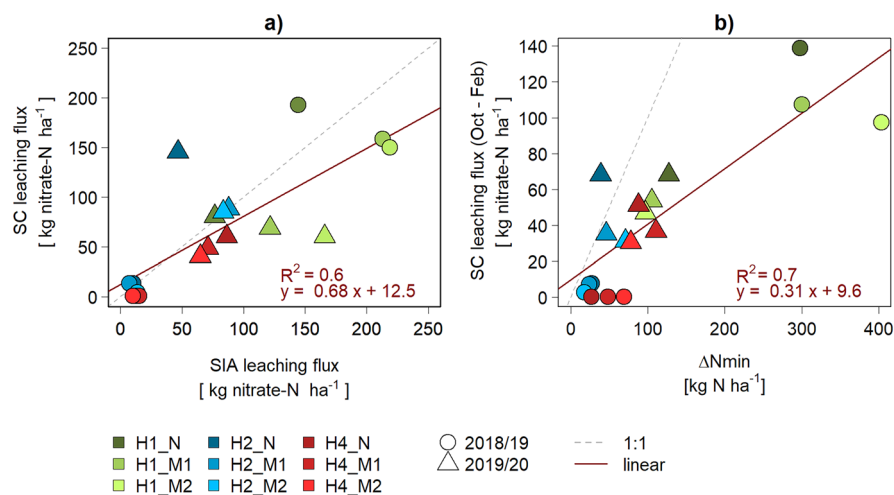 a)
SC leaching flux
[ kg nitrate-N ha⁻¹ ]
250
200
150
100
50
0
R² = 0.6
y = 0.68 x + 12.5
0 50 100 150 200 250
SIA leaching flux
[ kg nitrate-N ha⁻¹ ]
b)
SC leaching flux (Oct - Feb)
[ kg nitrate-N ha⁻¹ ]
140
120
100
80
60
40
20
0
R² = 0.7
y = 0.31 x + 9.6
0 100 200 300 400
ΔNmin
[kg N ha⁻¹]
H1_N H2_N H4_N 2018/19 1:1
H1_M1 H2_M1 H4_M1 2019/20 linear
H1_M2 H2_M2 H4_M2